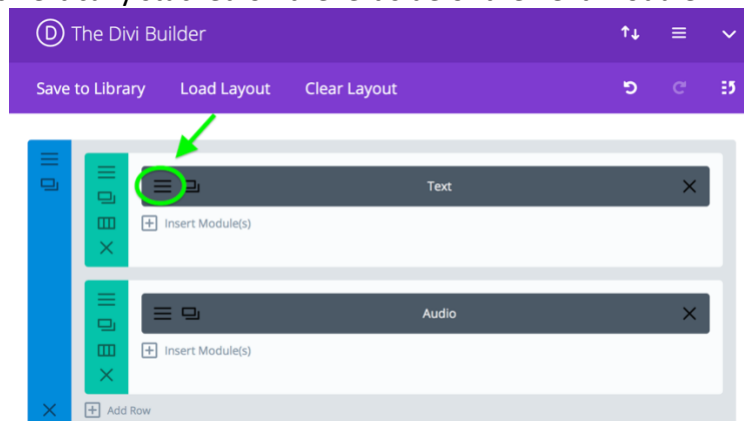 The Divi Builder
Save to Library Load Layout Clear Layout
Text
Insert Module(s)
Audio
Insert Module(s)
Add Row